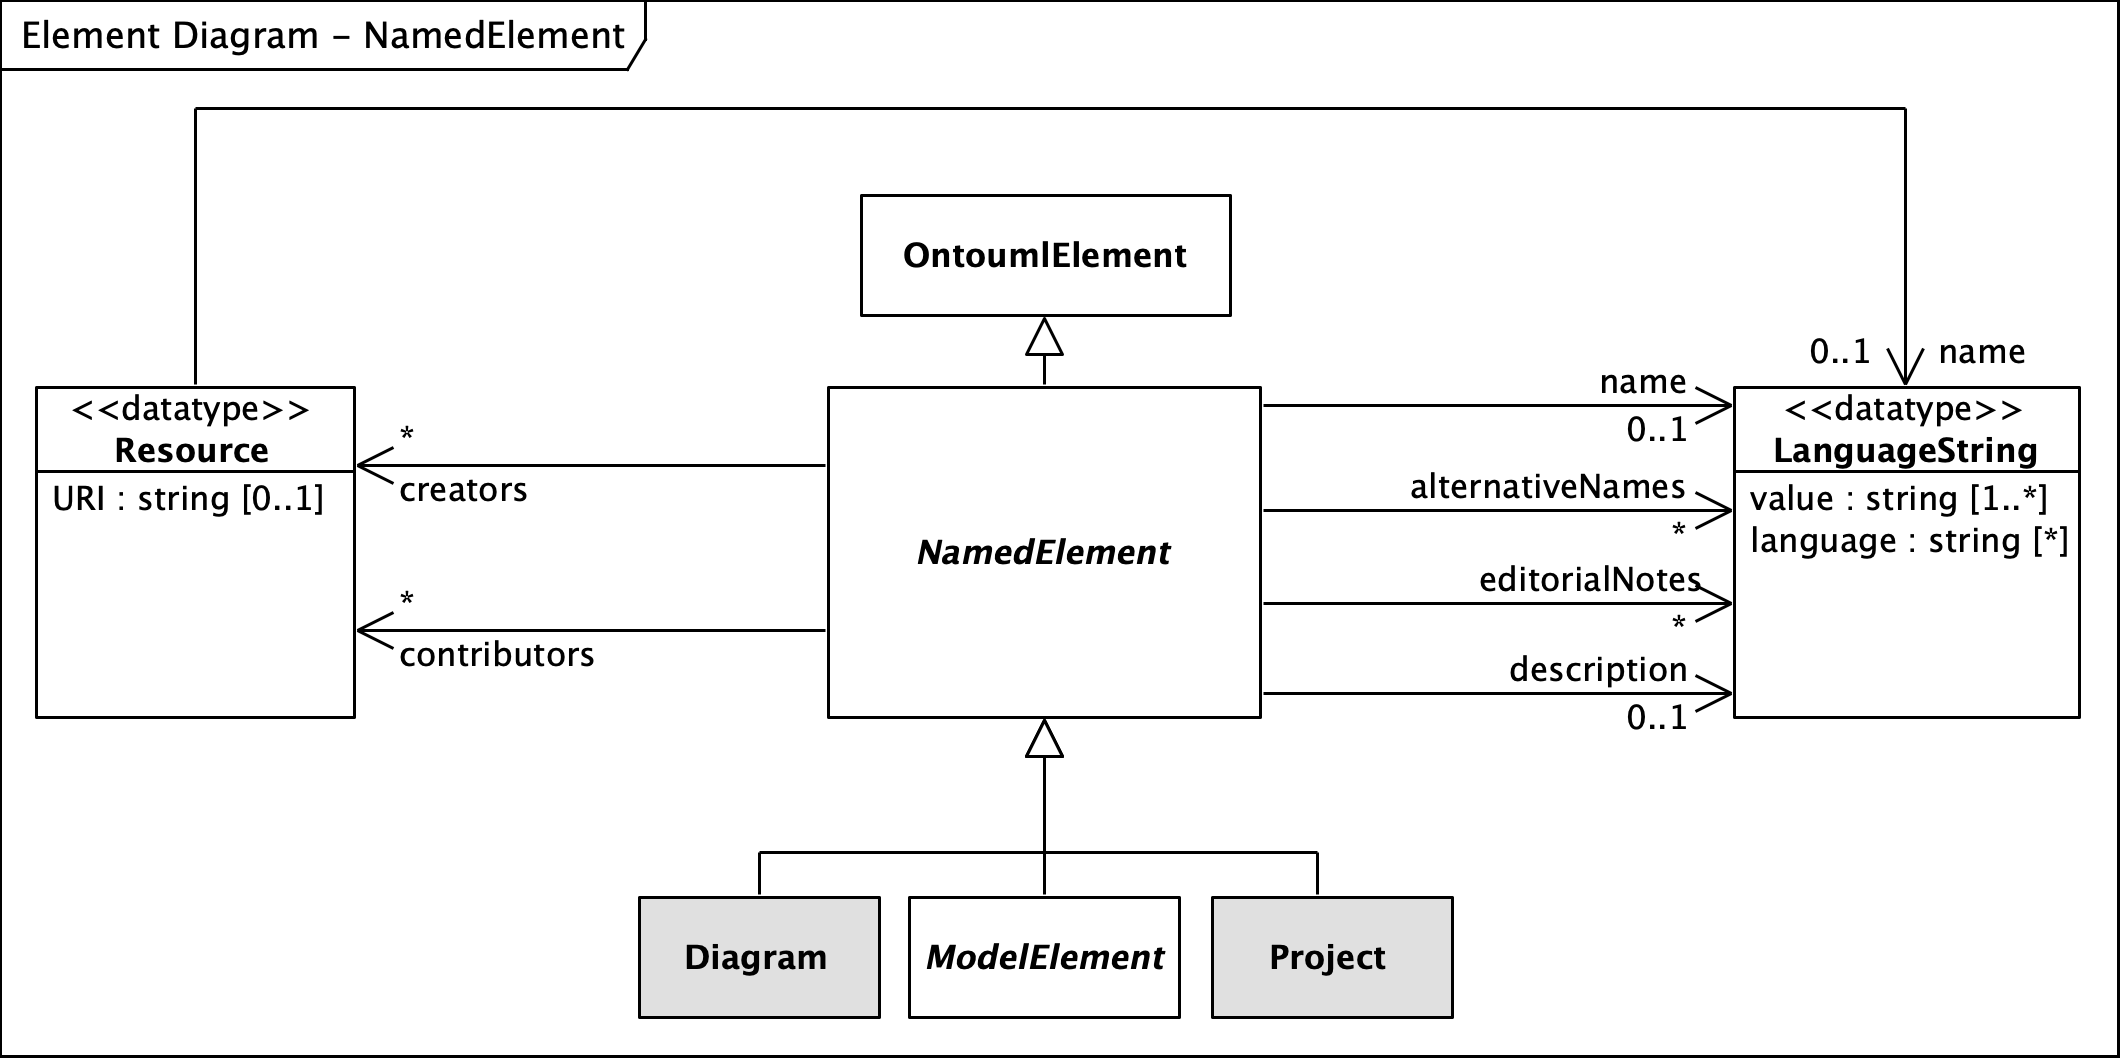 Element Diagram – NamedElement
OntoumlElement
0..1
name
<<datatype>>
Resource
URI : string [0..1]
*
creators
*
contributors
NamedElement
name
0..1
alternativeNames
*
editorialNotes
*
description
0..1
<<datatype>>
LanguageString
value : string [1..*]
language : string [*]
Diagram
ModelElement
Project